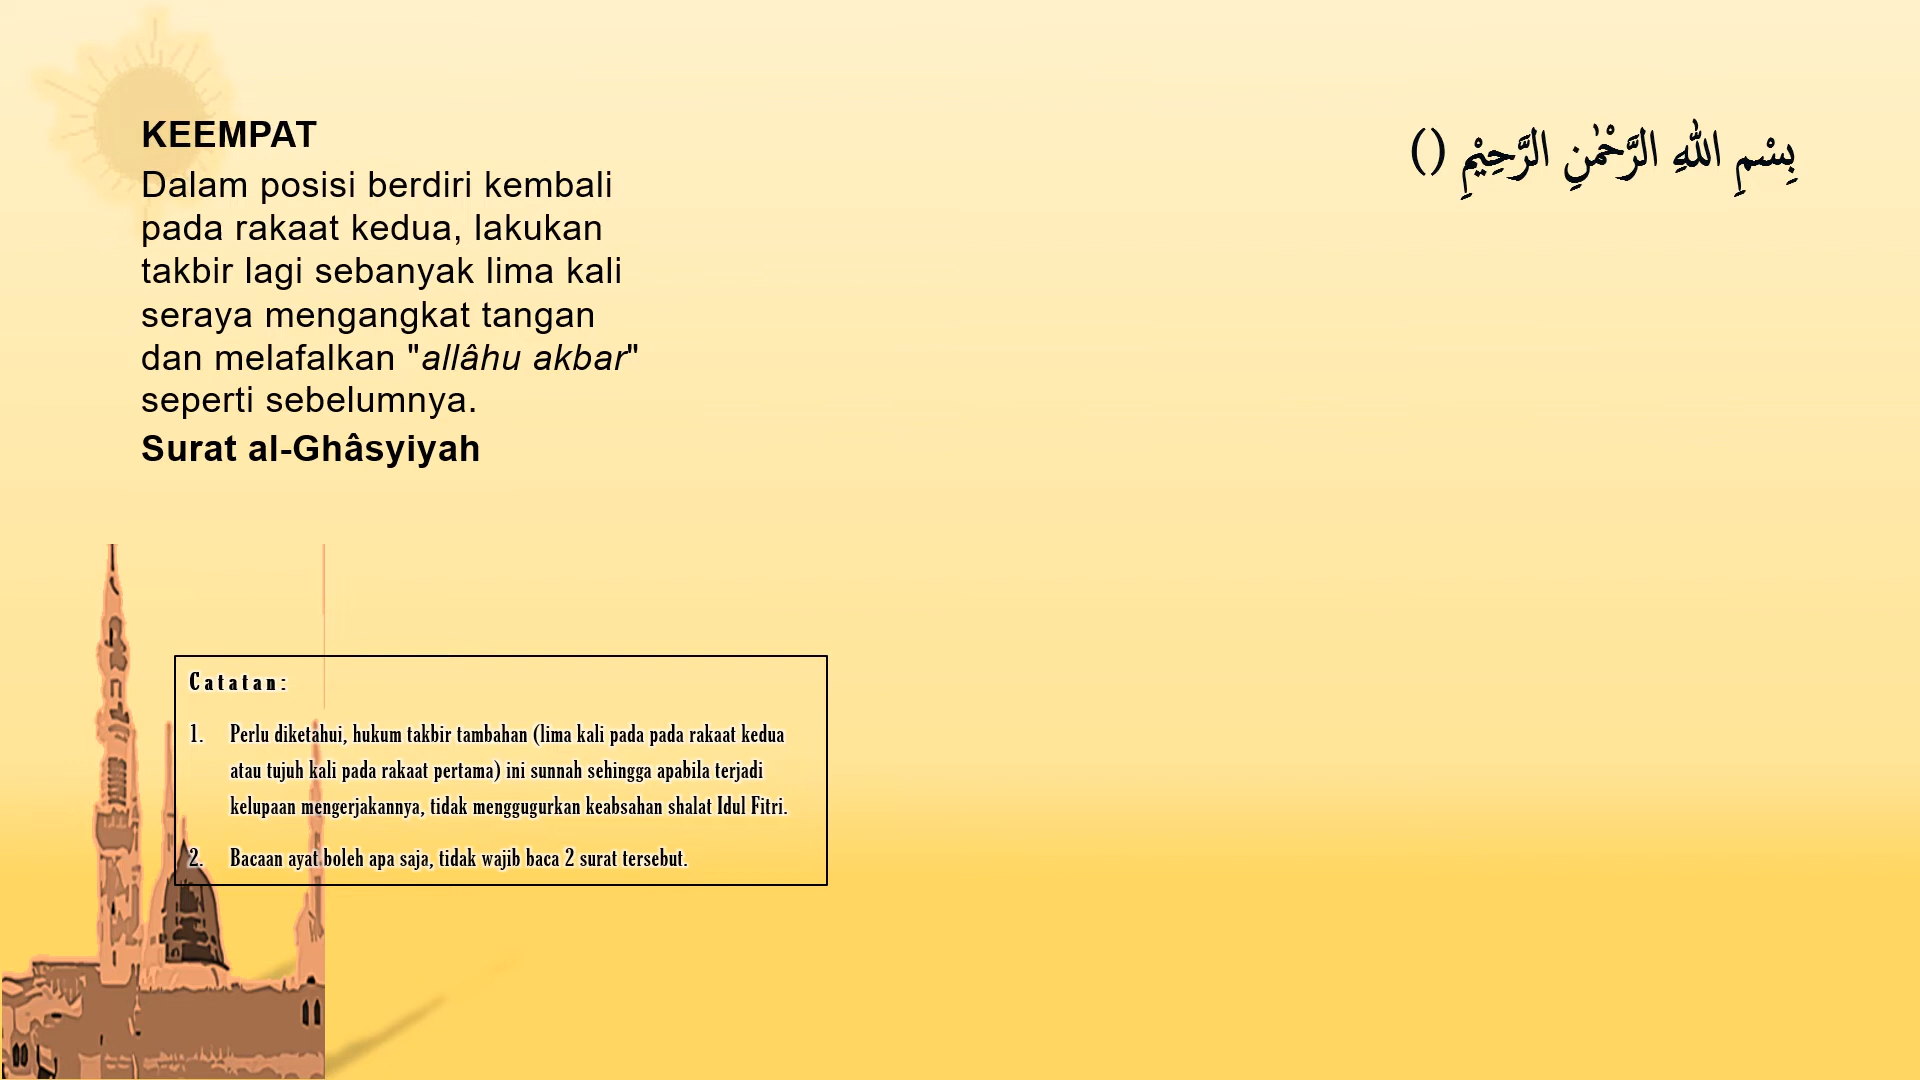 KEEMPAT
Dalam posisi berdiri kembali
pada rakaat kedua, lakukan
takbir lagi sebanyak lima kali
seraya mengangkat tangan
dan melafalkan "allâhu akbar"
seperti sebelumnya.
Surat al-Ghâsyiyah
بِسْمِ اللهِ الرَّحْمٰنِ الرَّحِيْمِ ()
Catatan:
1. Perlu diketahui, hukum takbir tambahan (lima kali pada pada rakaat kedua
atau tujuh kali pada rakaat pertama) ini sunnah sehingga apabila terjadi
kelupaan mengerjakannya, tidak menggugurkan keabsahan shalat Idul Fitri.
2. Bacaan ayat boleh apa saja, tidak wajib baca 2 surat tersebut.